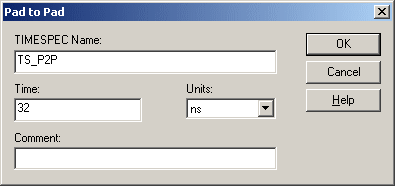 Pad to Pad
TIMESPEC Name:
TS_P2P
OK
Cancel
Time:
Units:
32
ns
Help
Comment: